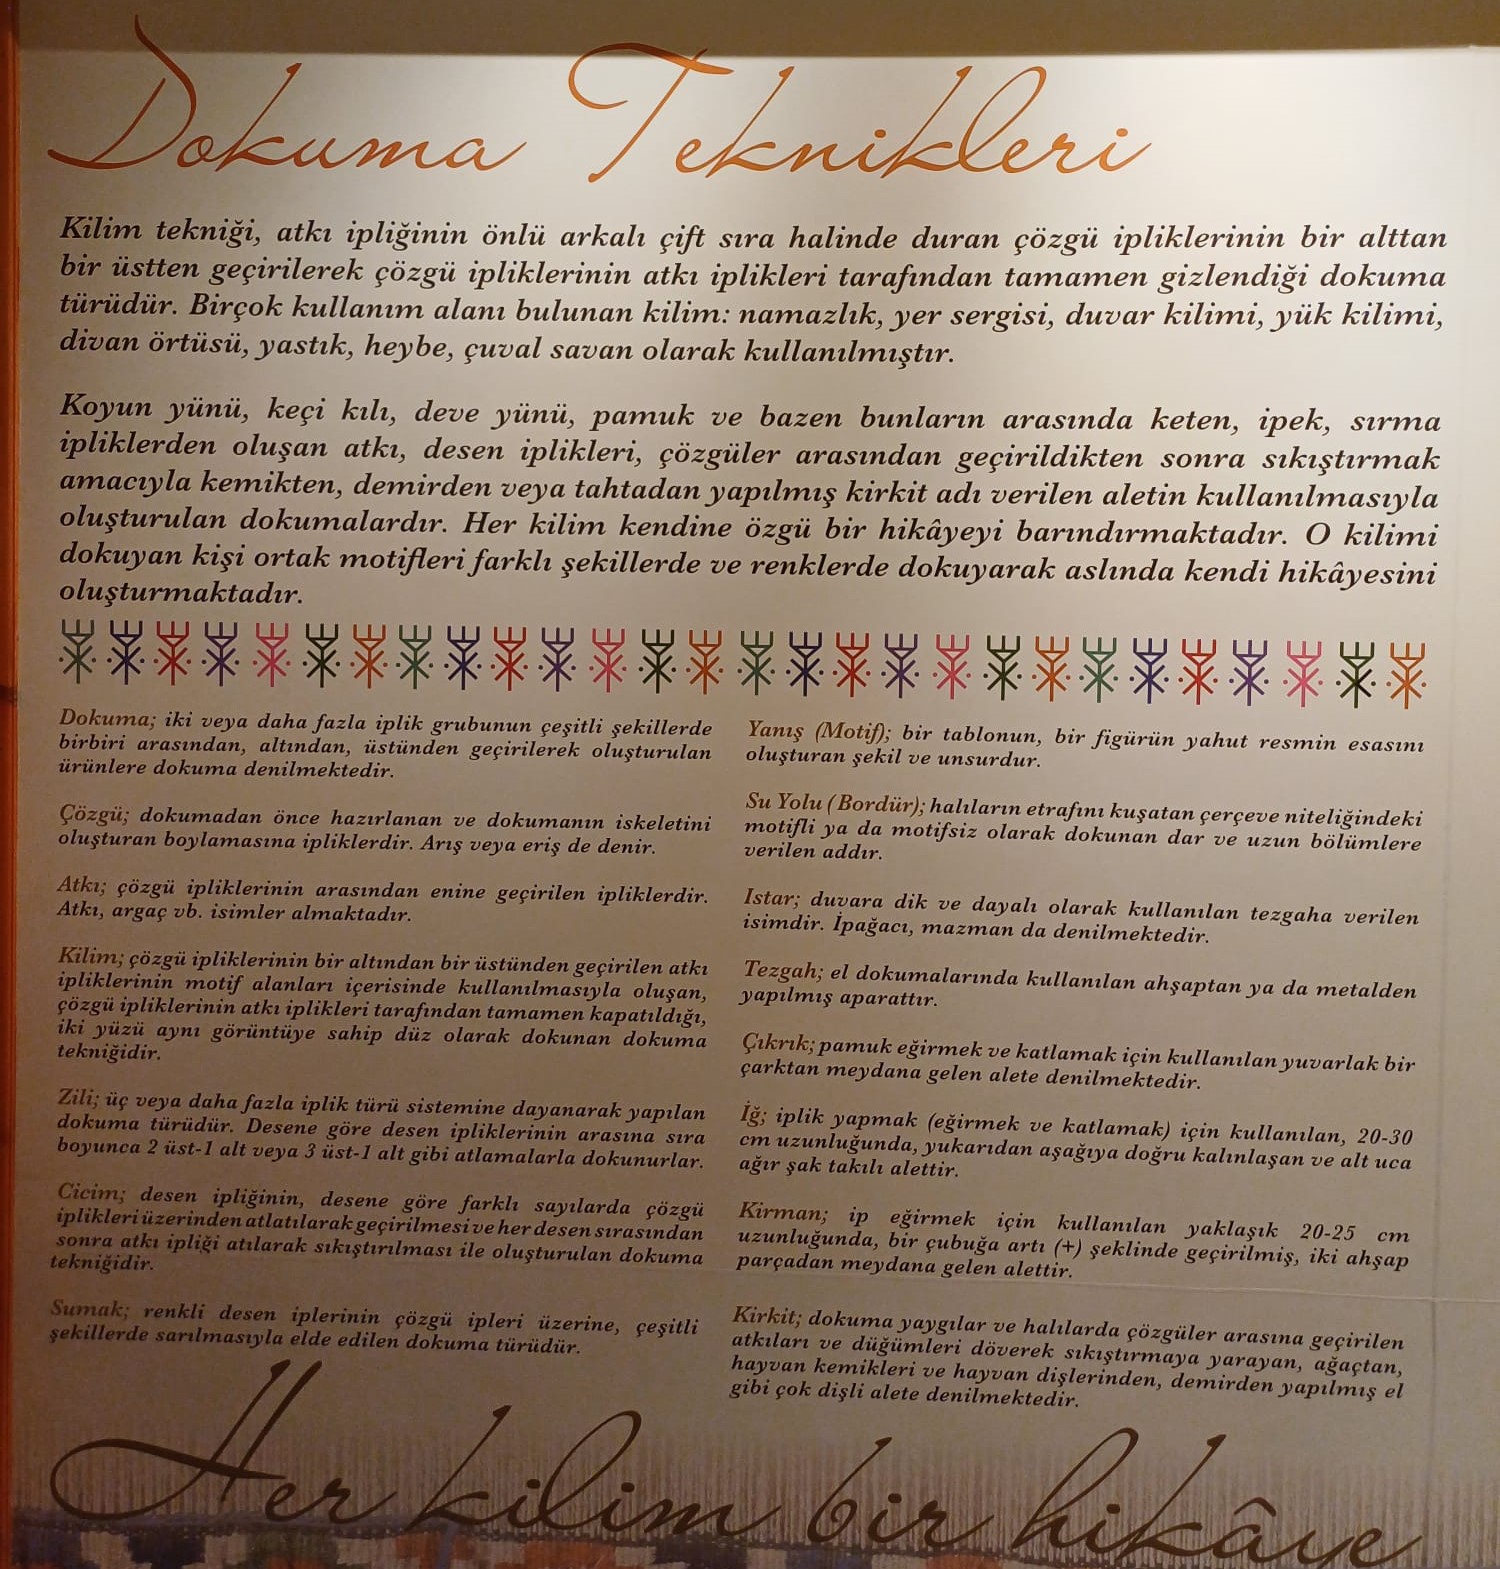 Dokuma Teknikleri
Kilim tekniği, atkı ipliğinin önlü arkalı çift sıra halinde duran çözgü ipliklerinin bir alttan
bir üstten geçirilerek çözgü ipliklerinin atkı iplikleri tarafından tamamen gizlendiği dokuma
türüdür. Birçok kullanım alanı bulunan kilim: namazlık, yer sergisi, duvar kilimi, yük kilimi,
divan örtüsü, yastık, heybe, çuval savan olarak kullanılmıştır.
Koyun yünü, keçi kılı, deve yünü, pamuk ve bazen bunların arasında keten, ipek, sırma
ipliklerden oluşan atkı, desen iplikleri, çözgüler arasından geçirildikten sonra sıkıştırmak
amacıyla kemikten, demirden veya tahtadan yapılmış kirkit adı verilen aletin kullanılmasıyla
oluşturulan dokumalardır. Her kilim kendine özgü bir hikâyeyi barındırmaktadır. O kilimi
dokuyan kişi ortak motifleri farklı şekillerde ve renklerde dokuyarak aslında kendi hikâyesini
oluşturmaktadır.
Dokuma; iki veya daha fazla iplik grubunun çeşitli şekillerde
birbiri arasından, altından, üstünden geçirilerek oluşturulan
ürünlere dokuma denilmektedir.
Çözgü; dokumadan önce hazırlanan ve dokumanın iskeletini
oluşturan boylamasına ipliklerdir. Arış veya eriş de denir.
Atkı; çözgü ipliklerinin arasından enine geçirilen ipliklerdir.
Atkı, argaç vb. isimler almaktadır.
Kilim; çözgü ipliklerinin bir altından bir üstünden geçirilen atkı
ipliklerinin motif alanları içerisinde kullanılmasıyla oluşan,
çözgü ipliklerinin atkı iplikleri tarafından tamamen kapatıldığı,
iki yüzü aynı görüntüye sahip düz olarak dokunan dokuma
tekniğidir.
Zili; üç veya daha fazla iplik türü sistemine dayanarak yapılan
dokuma türüdür. Desene göre desen ipliklerinin arasına sıra
boyunca 2 üst-1 alt veya 3 üst-1 alt gibi atlamalarla dokunurlar.
Cicim; desen ipliğinin, desene göre farklı sayılarda çözgü
iplikleri üzerinden atlatılarak geçirilmesi ve her desen sırasından
sonra atkı ipliği atılarak sıkıştırılması ile oluşturulan dokuma
tekniğidir.
Sumak; renkli desen iplerinin çözgü ipleri üzerine, çeşitli
şekillerde sarılmasıyla elde edilen dokuma türüdür.
Yanış (Motif); bir tablonun, bir figürün yahut resmin esasını
oluşturan şekil ve unsurdur.
Su Yolu (Bordür); halıların etrafını kuşatan çerçeve niteliğindeki
motifli ya da motifsiz olarak dokunan dar ve uzun bölümlere
verilen addır.
Istar; duvara dik ve dayalı olarak kullanılan tezgaha verilen
isimdir. İpağacı, mazman da denilmektedir.
Tezgah; el dokumalarında kullanılan ahşaptan ya da metalden
yapılmış aparattır.
Çıkrık; pamuk eğirmek ve katlamak için kullanılan yuvarlak bir
çarktan meydana gelen alete denilmektedir.
İğ; iplik yapmak (eğirmek ve katlamak) için kullanılan, 20-30
cm uzunluğunda, yukarıdan aşağıya doğru kalınlaşan ve alt uca
ağır şak takılı alettir.
Kirman; ip eğirmek için kullanılan yaklaşık 20-25 cm
uzunluğunda, bir çubuğa artı (+) şeklinde geçirilmiş, iki ahşap
parçadan meydana gelen alettir.
Kirkit; dokuma yaygılar ve halılarda çözgüler arasına geçirilen
atkıları ve düğümleri döverek sıkıştırmaya yarayan, ağaçtan,
hayvan kemikleri ve hayvan dişlerinden, demirden yapılmış el
gibi çok dişli alete denilmektedir.
Her kilim bir hikâye